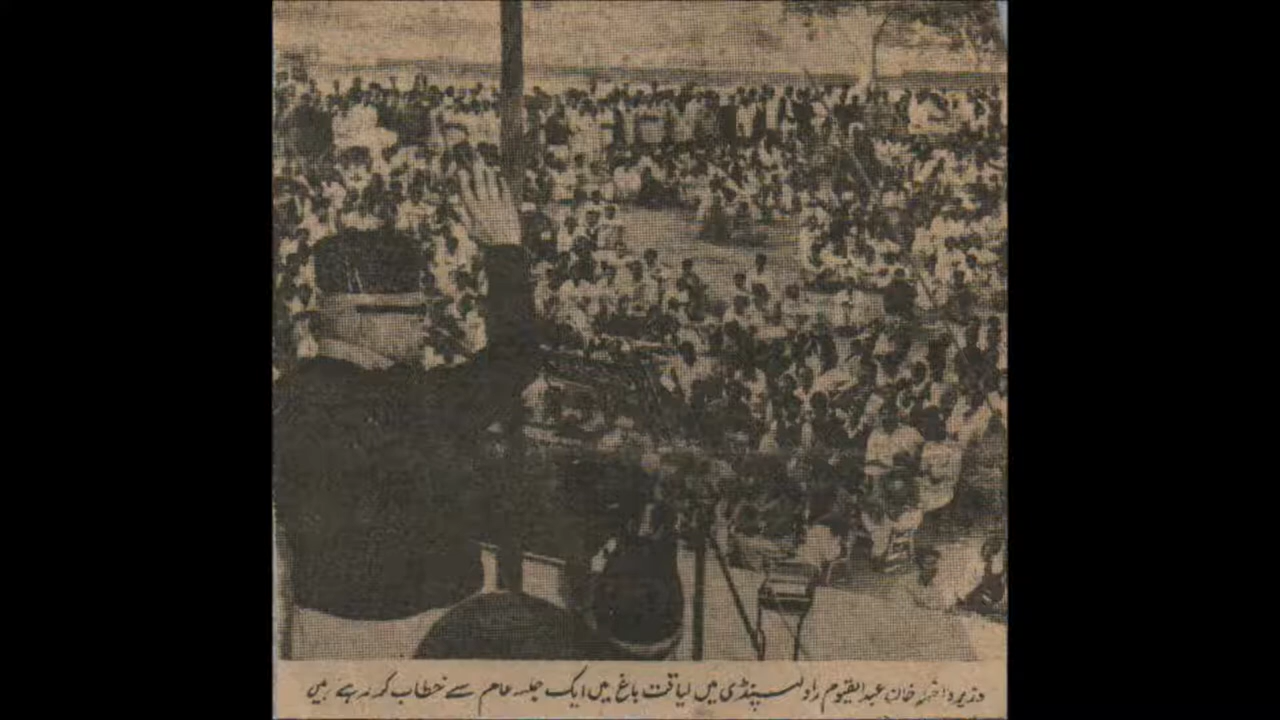 وزیر داخلہ خان عبدالقیوم راولپنڈی میں لیاقت باغ میں ایک جلسہ عام سے خطاب کر رہے ہیں